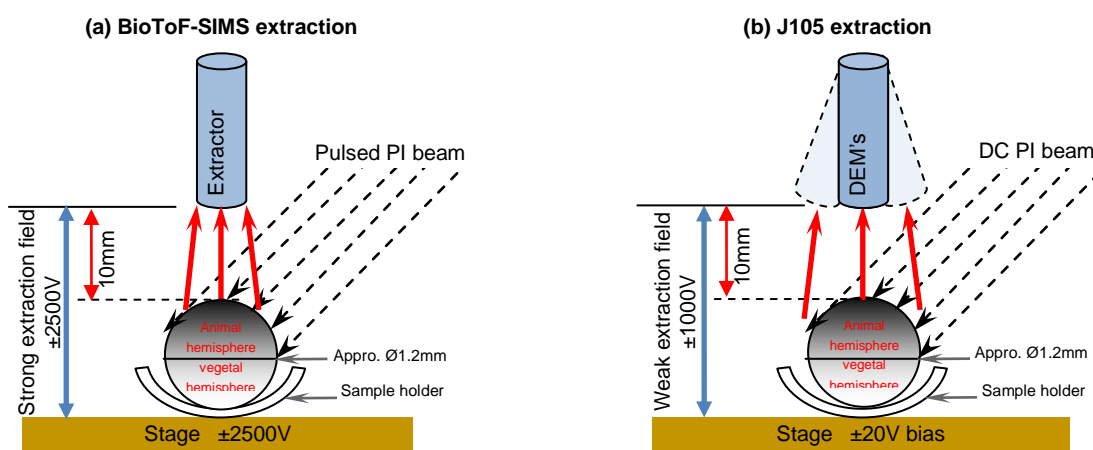 (a) BioToF-SIMS extraction
Extractor
Pulsed PI beam
Strong extraction field
±2500V
10mm
Animal
hemisphere
vegetal
hemisphere
Appro. Ø1.2mm
Sample holder
Stage ±2500V
(b) J105 extraction
DEM's
DC PI beam
Weak extraction field
±1000V
10mm
Animal
hemisphere
vegetal
hemisphere
Appro. Ø1.2mm
Sample holder
Stage ±20V bias